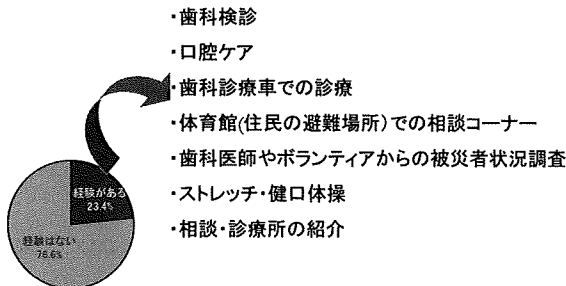 ・歯科検診
・口腔ケア
・歯科診療車での診療
・体育館(住民の避難場所)での相談コーナー
・歯科医師やボランティアからの被災者状況調査
・ストレッチ・健口体操
・相談・診療所の紹介
経験がある
23.4%
経験はない
76.6%